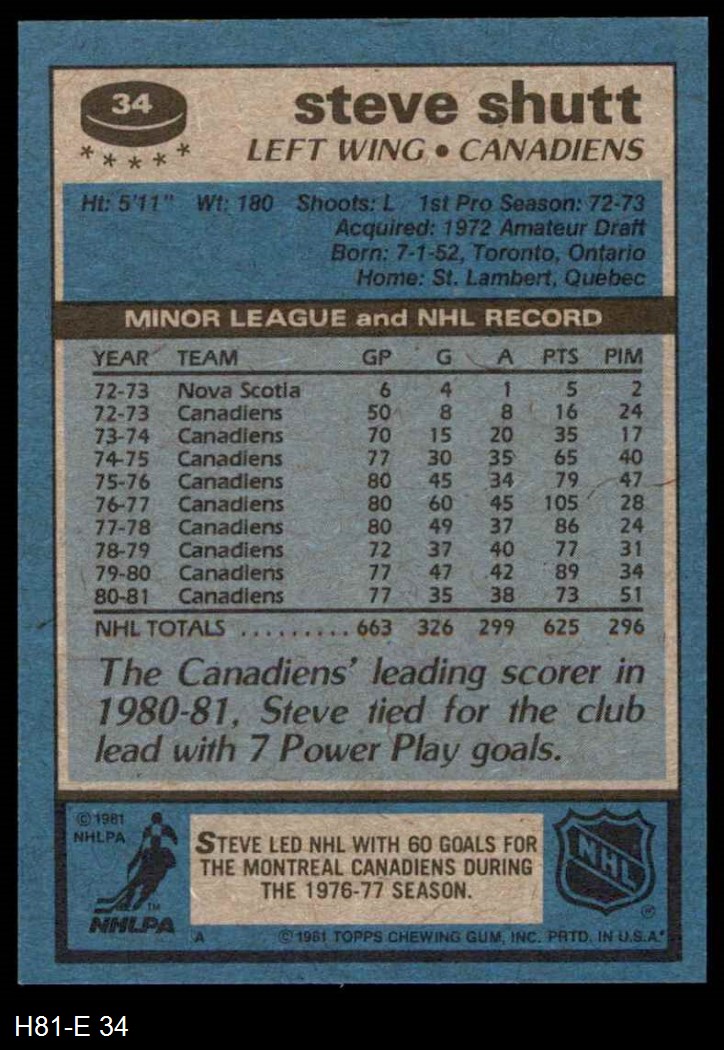 34
steve shutt
LEFT WING • CANADIENS
Ht: 5'11" Wt: 180 Shoots: L 1st Pro Season: 72-73
Acquired: 1972 Amateur Draft
Born: 7-1-52, Toronto, Ontario
Home: St. Lambert, Quebec
MINOR LEAGUE and NHL RECORD
YEAR TEAM GP G A PTS PIM
72-73 Nova Scotia 6 4 1 5 2
72-73 Canadiens 50 8 8 16 24
73-74 Canadiens 70 15 20 35 17
74-75 Canadiens 77 30 35 65 40
75-76 Canadiens 80 45 34 79 47
76-77 Canadiens 80 60 45 105 28
77-78 Canadiens 80 49 37 86 24
78-79 Canadiens 72 37 40 77 31
79-80 Canadiens 77 47 42 89 34
80-81 Canadiens 77 35 38 73 51
NHL TOTALS ......... 663 326 299 625 296
The Canadiens' leading scorer in
1980-81, Steve tied for the club
lead with 7 Power Play goals.
© 1981
NHLPA
TM
NHLPA
STEVE LED NHL WITH 60 GOALS FOR
THE MONTREAL CANADIENS DURING
THE 1976-77 SEASON.
NHL
®
A © 1981 TOPPS CHEWING GUM, INC. PRTD. IN U.S.A.
H81-E 34